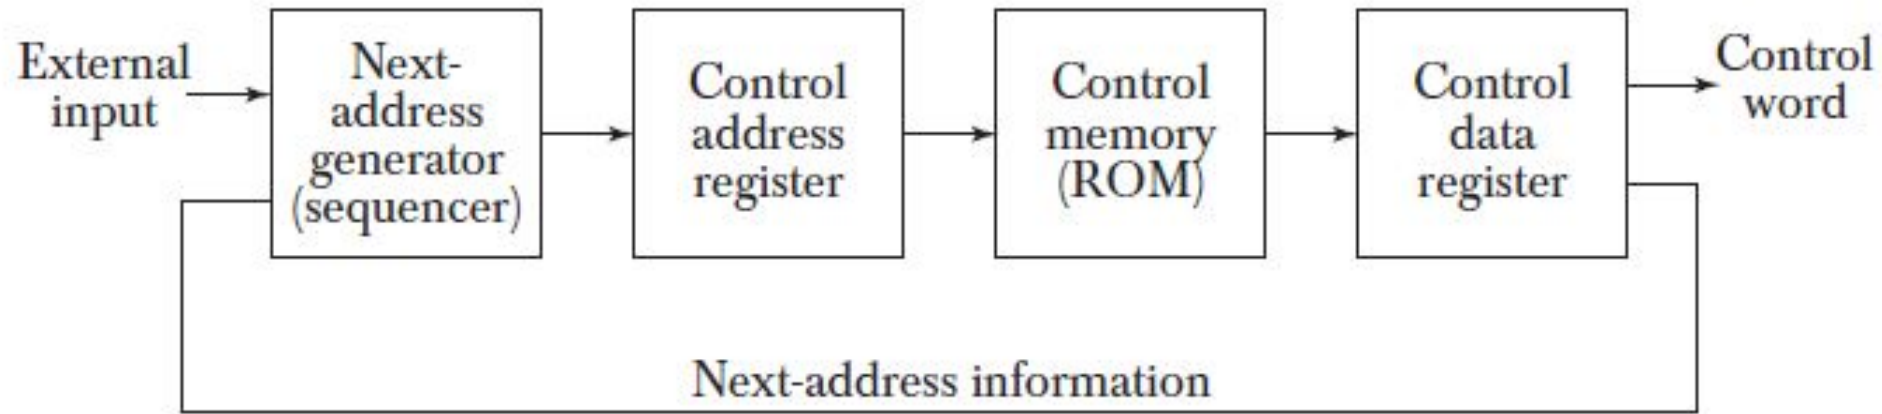 External
input
Next-
address
generator
(sequencer)
Control
address
register
Control
memory
(ROM)
Control
data
register
Control
word
Next-address information